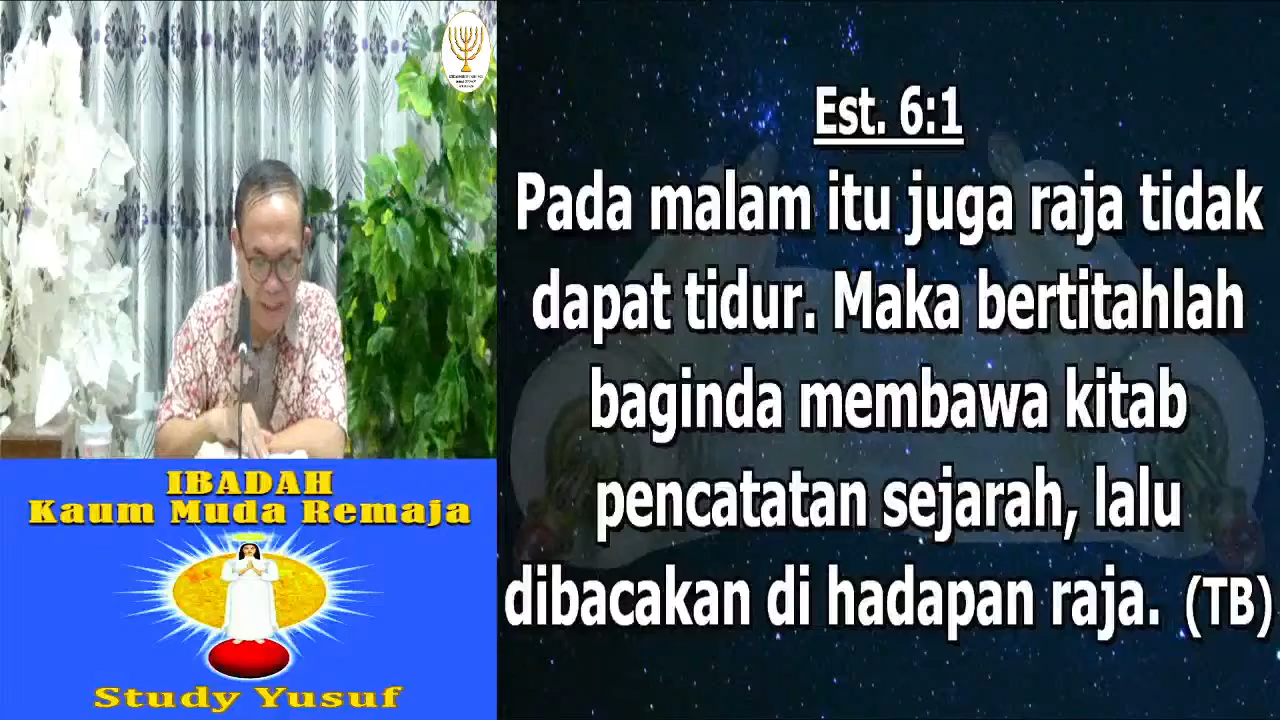 Est. 6:1
Pada malam itu juga raja tidak
dapat tidur. Maka bertitahlah
baginda membawa kitab
pencatatan sejarah, lalu
dibacakan di hadapan raja. (TB)
IBADAH
Kaum Muda Remaja
Study Yusuf